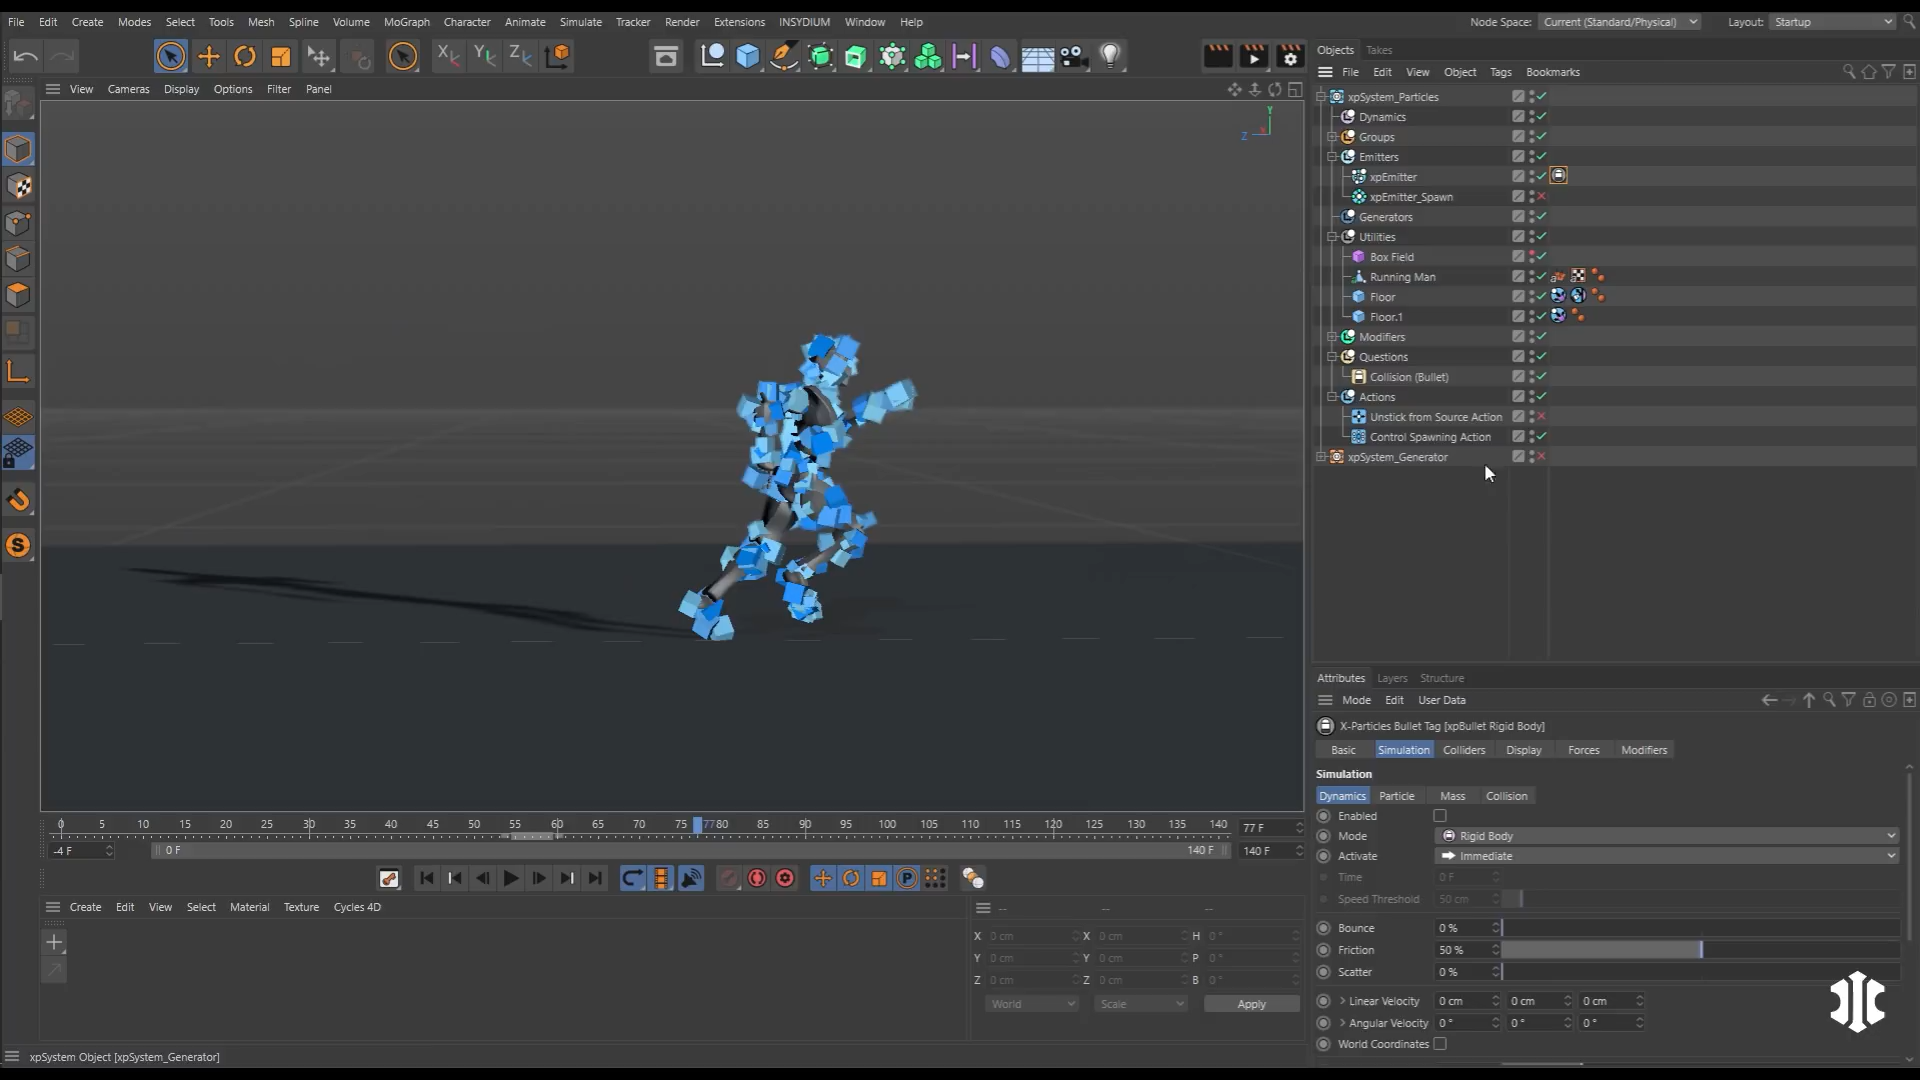 File Edit Create Modes Select Tools Mesh Spline Volume MoGraph Character Animate Simulate Tracker Render Extensions INSYDIUM Window Help
Node Space: Current (Standard/Physical) Layout: Startup
X Y Z
Objects Takes
File Edit View Object Tags Bookmarks
View Cameras Display Options Filter Panel
Y
Z
xpSystem_Particles
Dynamics
Groups
Emitters
xpEmitter
xpEmitter_Spawn
Generators
Utilities
Box Field
Running Man
Floor
Floor.1
Modifiers
Questions
Collision (Bullet)
Actions
Unstick from Source Action
Control Spawning Action
xpSystem_Generator
Attributes Layers Structure
Mode Edit User Data
X-Particles Bullet Tag [xpBullet Rigid Body]
Basic Simulation Colliders Display Forces Modifiers
Simulation
Dynamics Particle Mass Collision
Enabled
Mode Rigid Body
Activate Immediate
Time 0 F
Speed Threshold 50 cm
Bounce 0 %
Friction 50 %
Scatter 0 %
Linear Velocity 0 cm 0 cm 0 cm
Angular Velocity 0 ° 0 ° 0 °
World Coordinates
0 5 10 15 20 25 30 35 40 45 50 55 60 65 70 75 77 80 85 90 95 100 105 110 115 120 125 130 135 140
77 F
-4 F 0 F 140 F 140 F
P
S
Create Edit View Select Material Texture Cycles 4D
-- -- --
X 0 cm X 0 cm H 0 °
Y 0 cm Y 0 cm P 0 °
Z 0 cm Z 0 cm B 0 °
World Scale Apply
xpSystem Object [xpSystem_Generator]